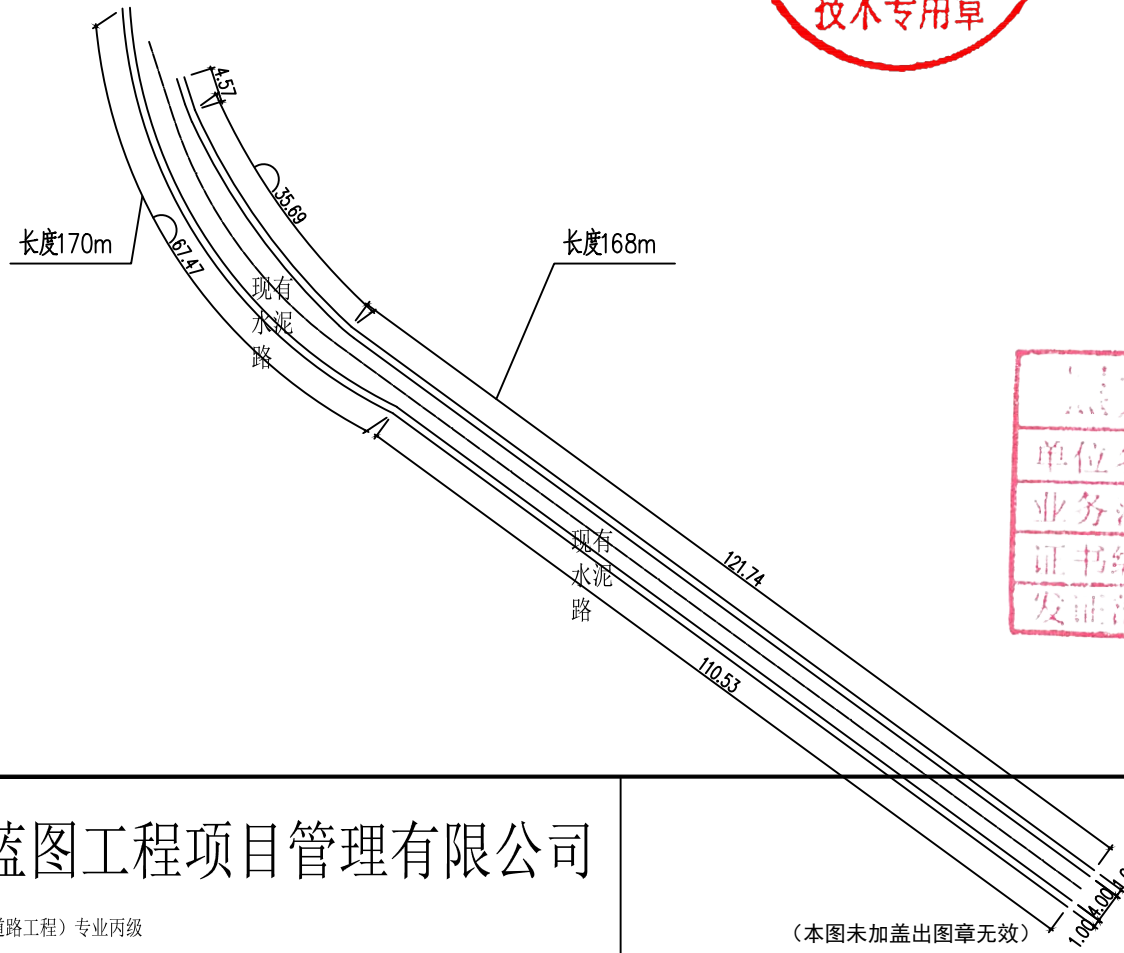 技术专用章
4.57
35.69
长度170m
67.47
长度168m
现有
水泥
路
单位
业务
证书
发证
现有
水泥
路
121.74
110.53
蓝图工程项目管理有限公司
道路工程）专业丙级
（本图未加盖出图章无效）
1.00
4.00